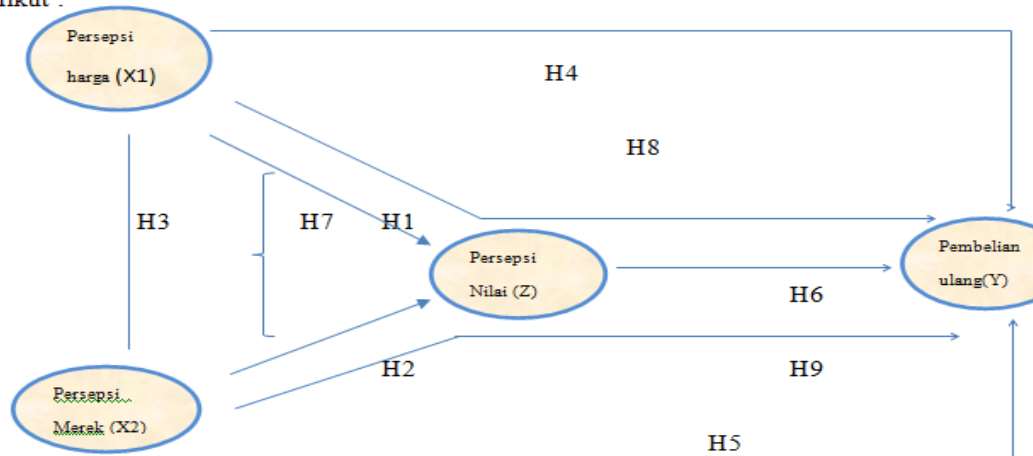 Persepsi
harga (X1)
H4
H8
H3
H7
H1
Persepsi
Nilai (Z)
Pembelian
ulang(Y)
H6
H2
H9
Persepsi
Merek (X2)
H5